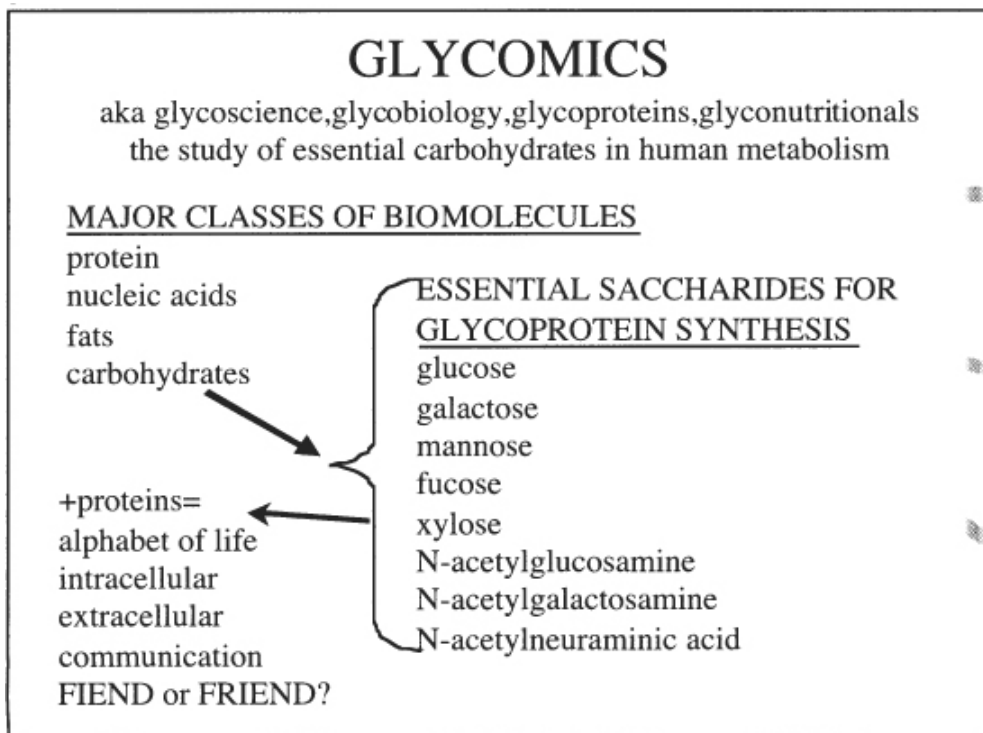 GLYCOMICS
aka glycoscience,glycobiology,glycoproteins,glyconutritionals
the study of essential carbohydrates in human metabolism
MAJOR CLASSES OF BIOMOLECULES
protein
nucleic acids
fats
carbohydrates
ESSENTIAL SACCHARIDES FOR
GLYCOPROTEIN SYNTHESIS
glucose
galactose
mannose
fucose
xylose
N-acetylglucosamine
N-acetylgalactosamine
N-acetylneuraminic acid
+proteins=
alphabet of life
intracellular
extracellular
communication
FIEND or FRIEND?